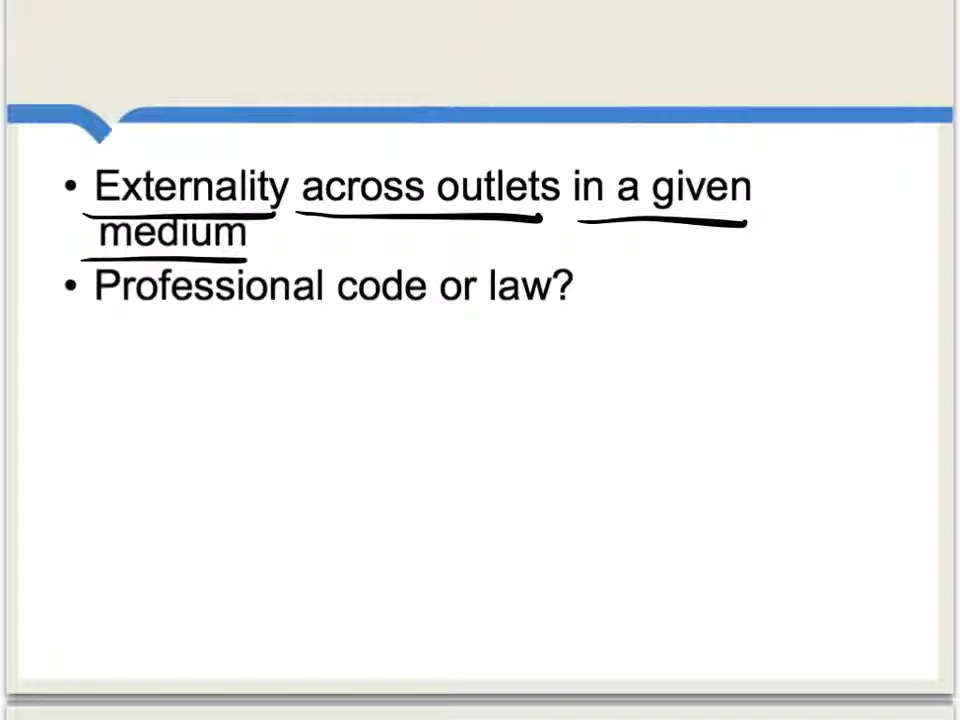 • Externality across outlets in a given
medium
• Professional code or law?